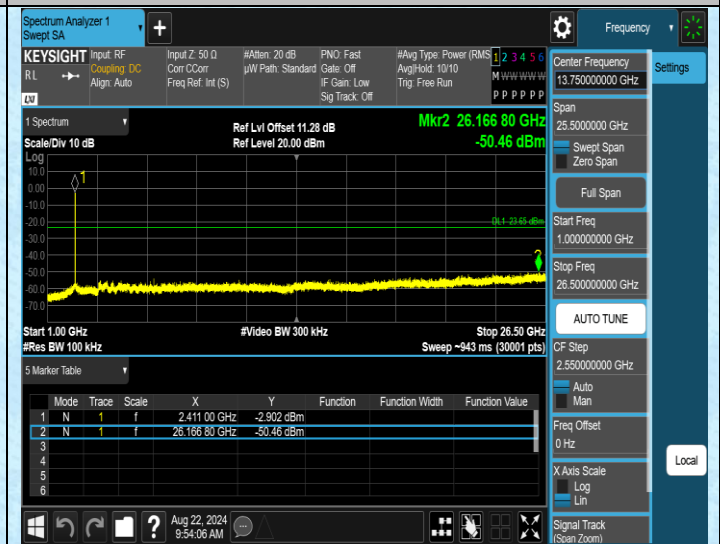 Spectrum Analyzer 1
Swept SA
+
Frequency
KEYSIGHT
RL
LXI
Input: RF
Coupling: DC
Align: Auto
Input Z: 50 Ω
Corr CCorr
Freq Ref: Int (S)
#Atten: 20 dB
µW Path: Standard
PNO: Fast
Gate: Off
IF Gain: Low
Sig Track: Off
#Avg Type: Power (RMS
Avg|Hold: 10/10
Trig: Free Run
1 2 3 4 5 6
M W W W W W
P P P P P P
1 Spectrum
Scale/Div 10 dB
Ref Lvl Offset 11.28 dB
Ref Level 20.00 dBm
Mkr2 26.166 80 GHz
-50.46 dBm
Log
10.0
0.00
-10.0
-20.0
-30.0
-40.0
-50.0
-60.0
-70.0
1
2
DL1 -23.65 dBm
Start 1.00 GHz
#Res BW 100 kHz
#Video BW 300 kHz
Stop 26.50 GHz
Sweep ~943 ms (30001 pts)
5 Marker Table
Mode Trace Scale X Y Function Function Width Function Value
1 N 1 f 2.411 00 GHz -2.902 dBm
2 N 1 f 26.166 80 GHz -50.46 dBm
3
4
5
6
?
Aug 22, 2024
9:54:06 AM
Center Frequency
13.750000000 GHz
Span
25.5000000 GHz
Swept Span
Zero Span
Full Span
Start Freq
1.000000000 GHz
Stop Freq
26.500000000 GHz
AUTO TUNE
CF Step
2.550000000 GHz
Auto
Man
Freq Offset
0 Hz
X Axis Scale
Log
Lin
Signal Track
(Span Zoom)
Settings
Local